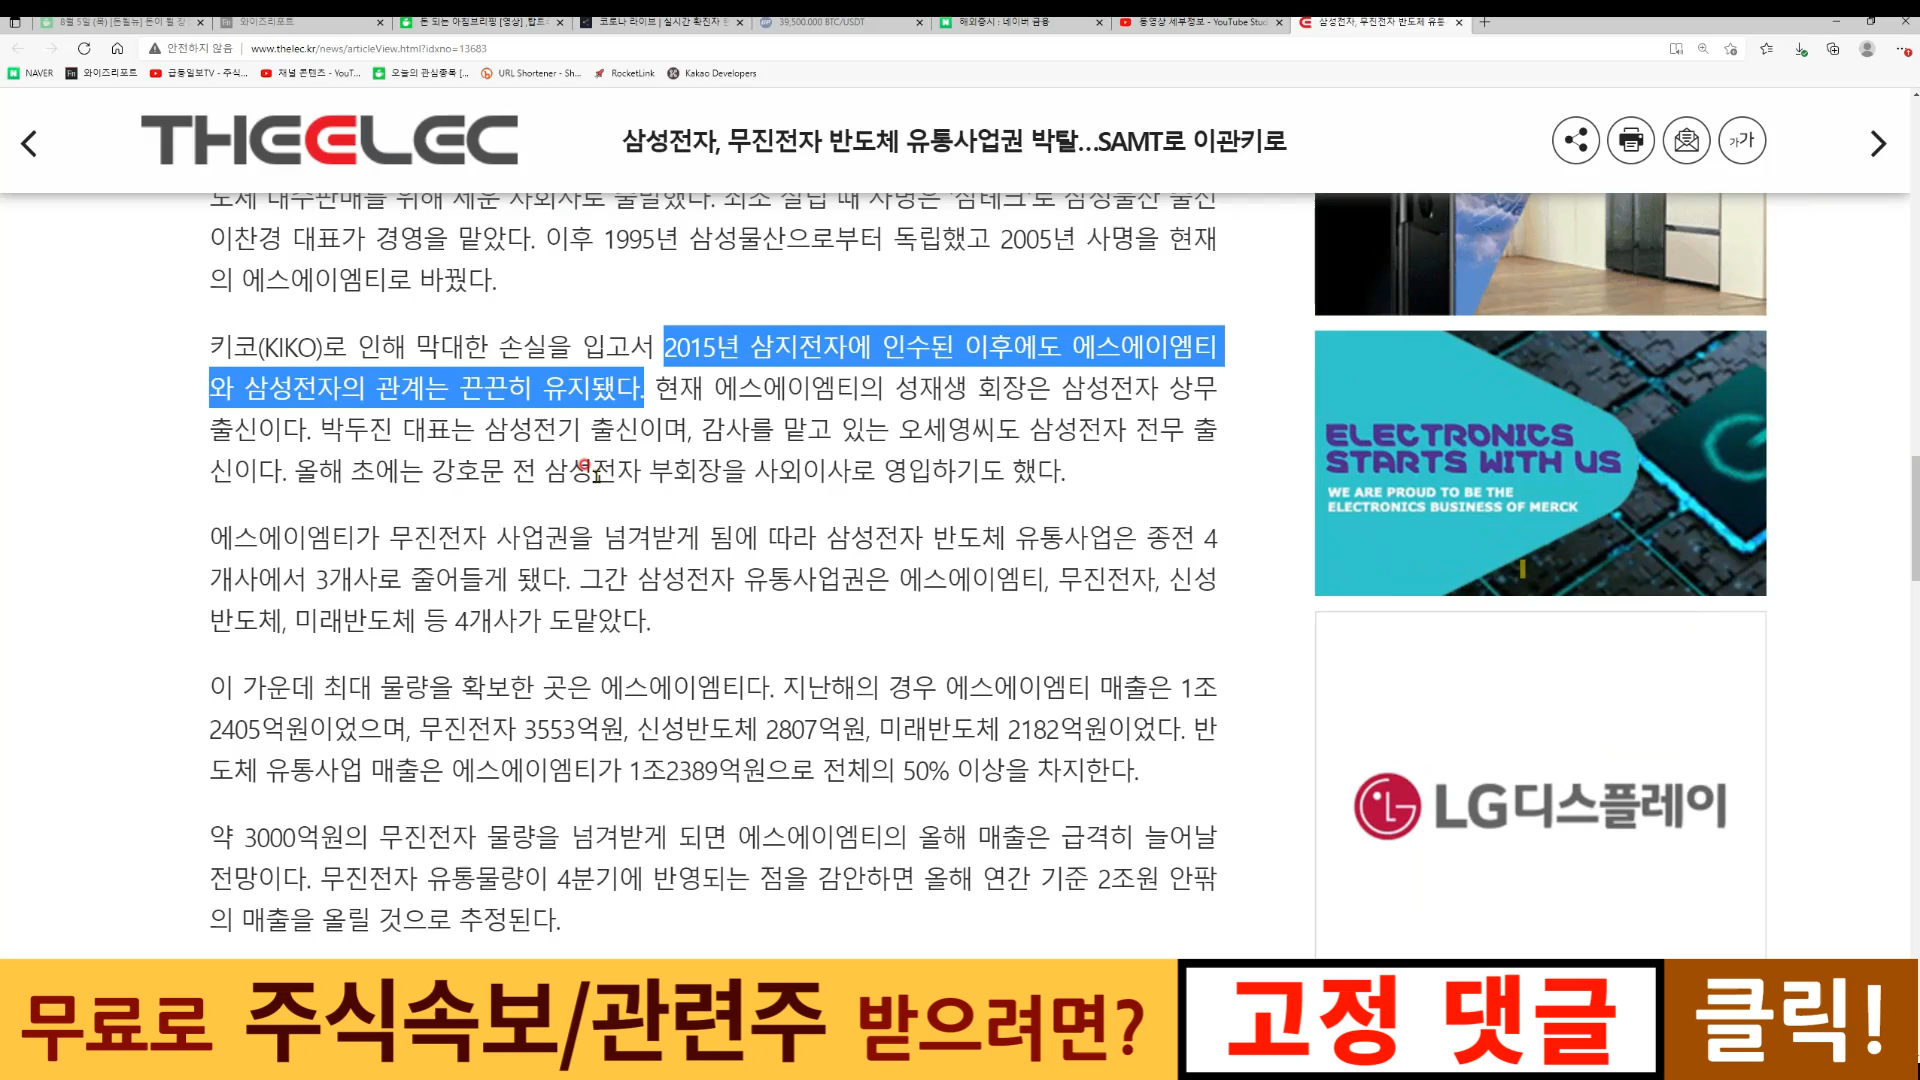 8월 5일 (목) [돈될뉴] 돈이 될 강
와이즈리포트
돈 되는 아침브리핑 [영상]
코로나 라이브 | 실시간 확진자
39,500.000 BTC/USDT
해외증시 : 네이버 금융
동영상 세부정보 - YouTube Stud
삼성전자, 무진전자 반도체 유통
안전하지 않음 www.thelec.kr/news/articleView.html?idxno=13683
NAVER 와이즈리포트 급등일보TV - 주식... 채널 콘텐츠 - YouT... 오늘의 관심종목 [... URL Shortener - Sh... RocketLink Kakao Developers
THEELEC
삼성전자, 무진전자 반도체 유통사업권 박탈...SAMT로 이관키로
가가
도체 내수판매를 위해 세운 자회사로 출발했다. 최초 설립 때 사명은 '삼테크'로 삼성물산 출신
이찬경 대표가 경영을 맡았다. 이후 1995년 삼성물산으로부터 독립했고 2005년 사명을 현재
의 에스에이엠티로 바꿨다.
키코(KIKO)로 인해 막대한 손실을 입고서 2015년 삼지전자에 인수된 이후에도 에스에이엠티
와 삼성전자의 관계는 끈끈히 유지됐다. 현재 에스에이엠티의 성재생 회장은 삼성전자 상무
출신이다. 박두진 대표는 삼성전기 출신이며, 감사를 맡고 있는 오세영씨도 삼성전자 전무 출
신이다. 올해 초에는 강호문 전 삼성전자 부회장을 사외이사로 영입하기도 했다.
에스에이엠티가 무진전자 사업권을 넘겨받게 됨에 따라 삼성전자 반도체 유통사업은 종전 4
개사에서 3개사로 줄어들게 됐다. 그간 삼성전자 유통사업권은 에스에이엠티, 무진전자, 신성
반도체, 미래반도체 등 4개사가 도맡았다.
이 가운데 최대 물량을 확보한 곳은 에스에이엠티다. 지난해의 경우 에스에이엠티 매출은 1조
2405억원이었으며, 무진전자 3553억원, 신성반도체 2807억원, 미래반도체 2182억원이었다. 반
도체 유통사업 매출은 에스에이엠티가 1조2389억원으로 전체의 50% 이상을 차지한다.
약 3000억원의 무진전자 물량을 넘겨받게 되면 에스에이엠티의 올해 매출은 급격히 늘어날
전망이다. 무진전자 유통물량이 4분기에 반영되는 점을 감안하면 올해 연간 기준 2조원 안팎
의 매출을 올릴 것으로 추정된다.
ELECTRONICS
STARTS WITH US
WE ARE PROUD TO BE THE
ELECTRONICS BUSINESS OF MERCK
LG디스플레이
무료로 주식속보/관련주 받으려면? 고정 댓글 클릭!